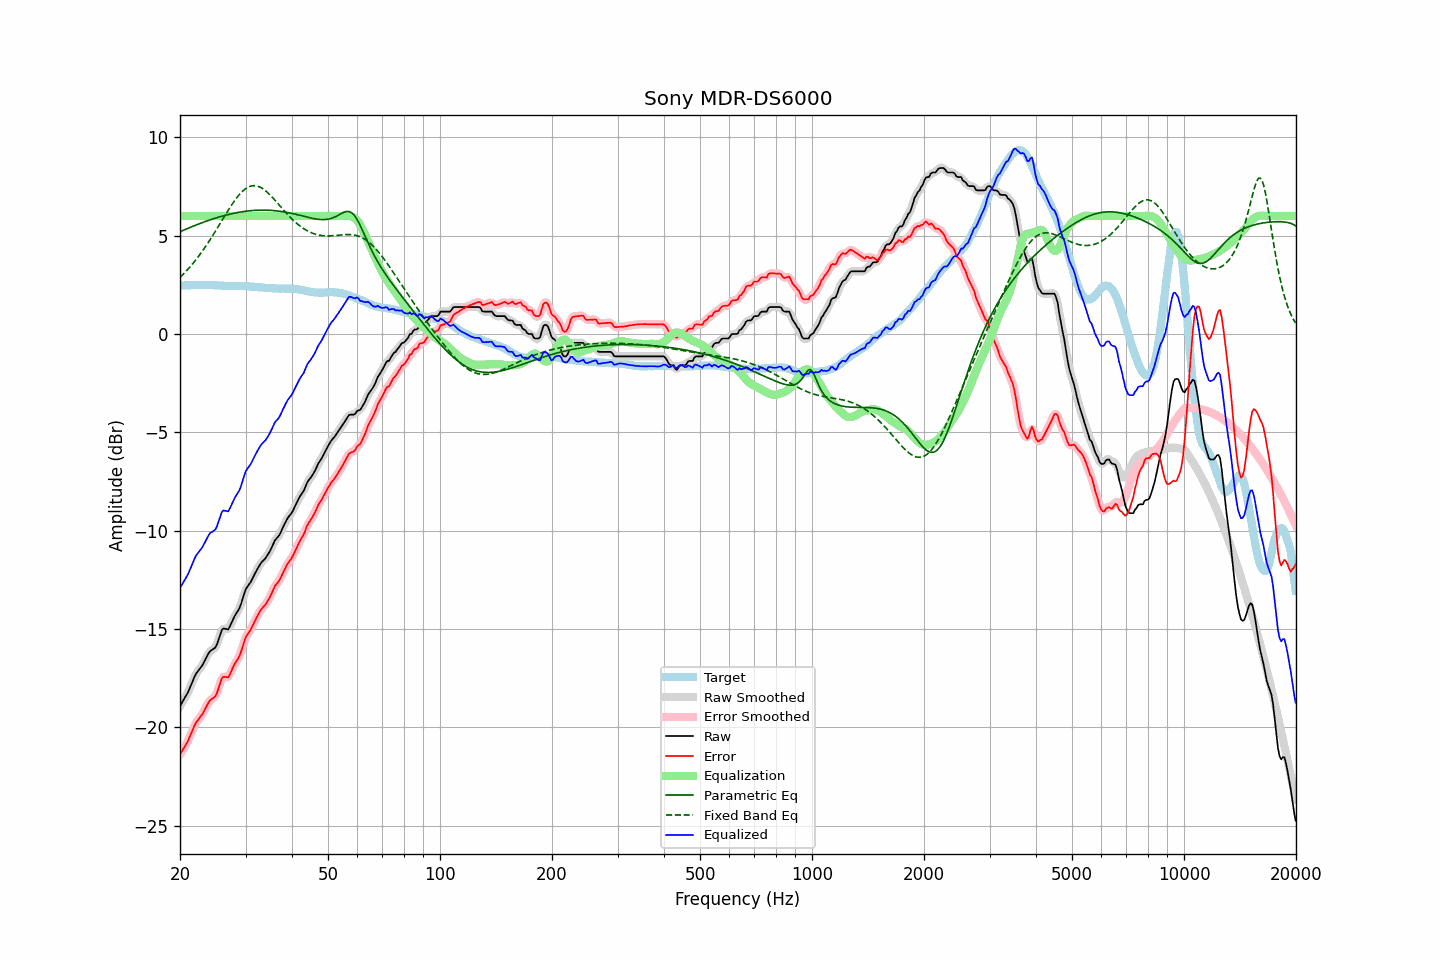 Sony MDR-DS6000
Amplitude (dBr)
10
5
0
−5
−10
−15
−20
−25
Target
Raw Smoothed
Error Smoothed
Raw
Error
Equalization
Parametric Eq
Fixed Band Eq
Equalized
20 50 100 200 500 1000 2000 5000 10000 20000
Frequency (Hz)